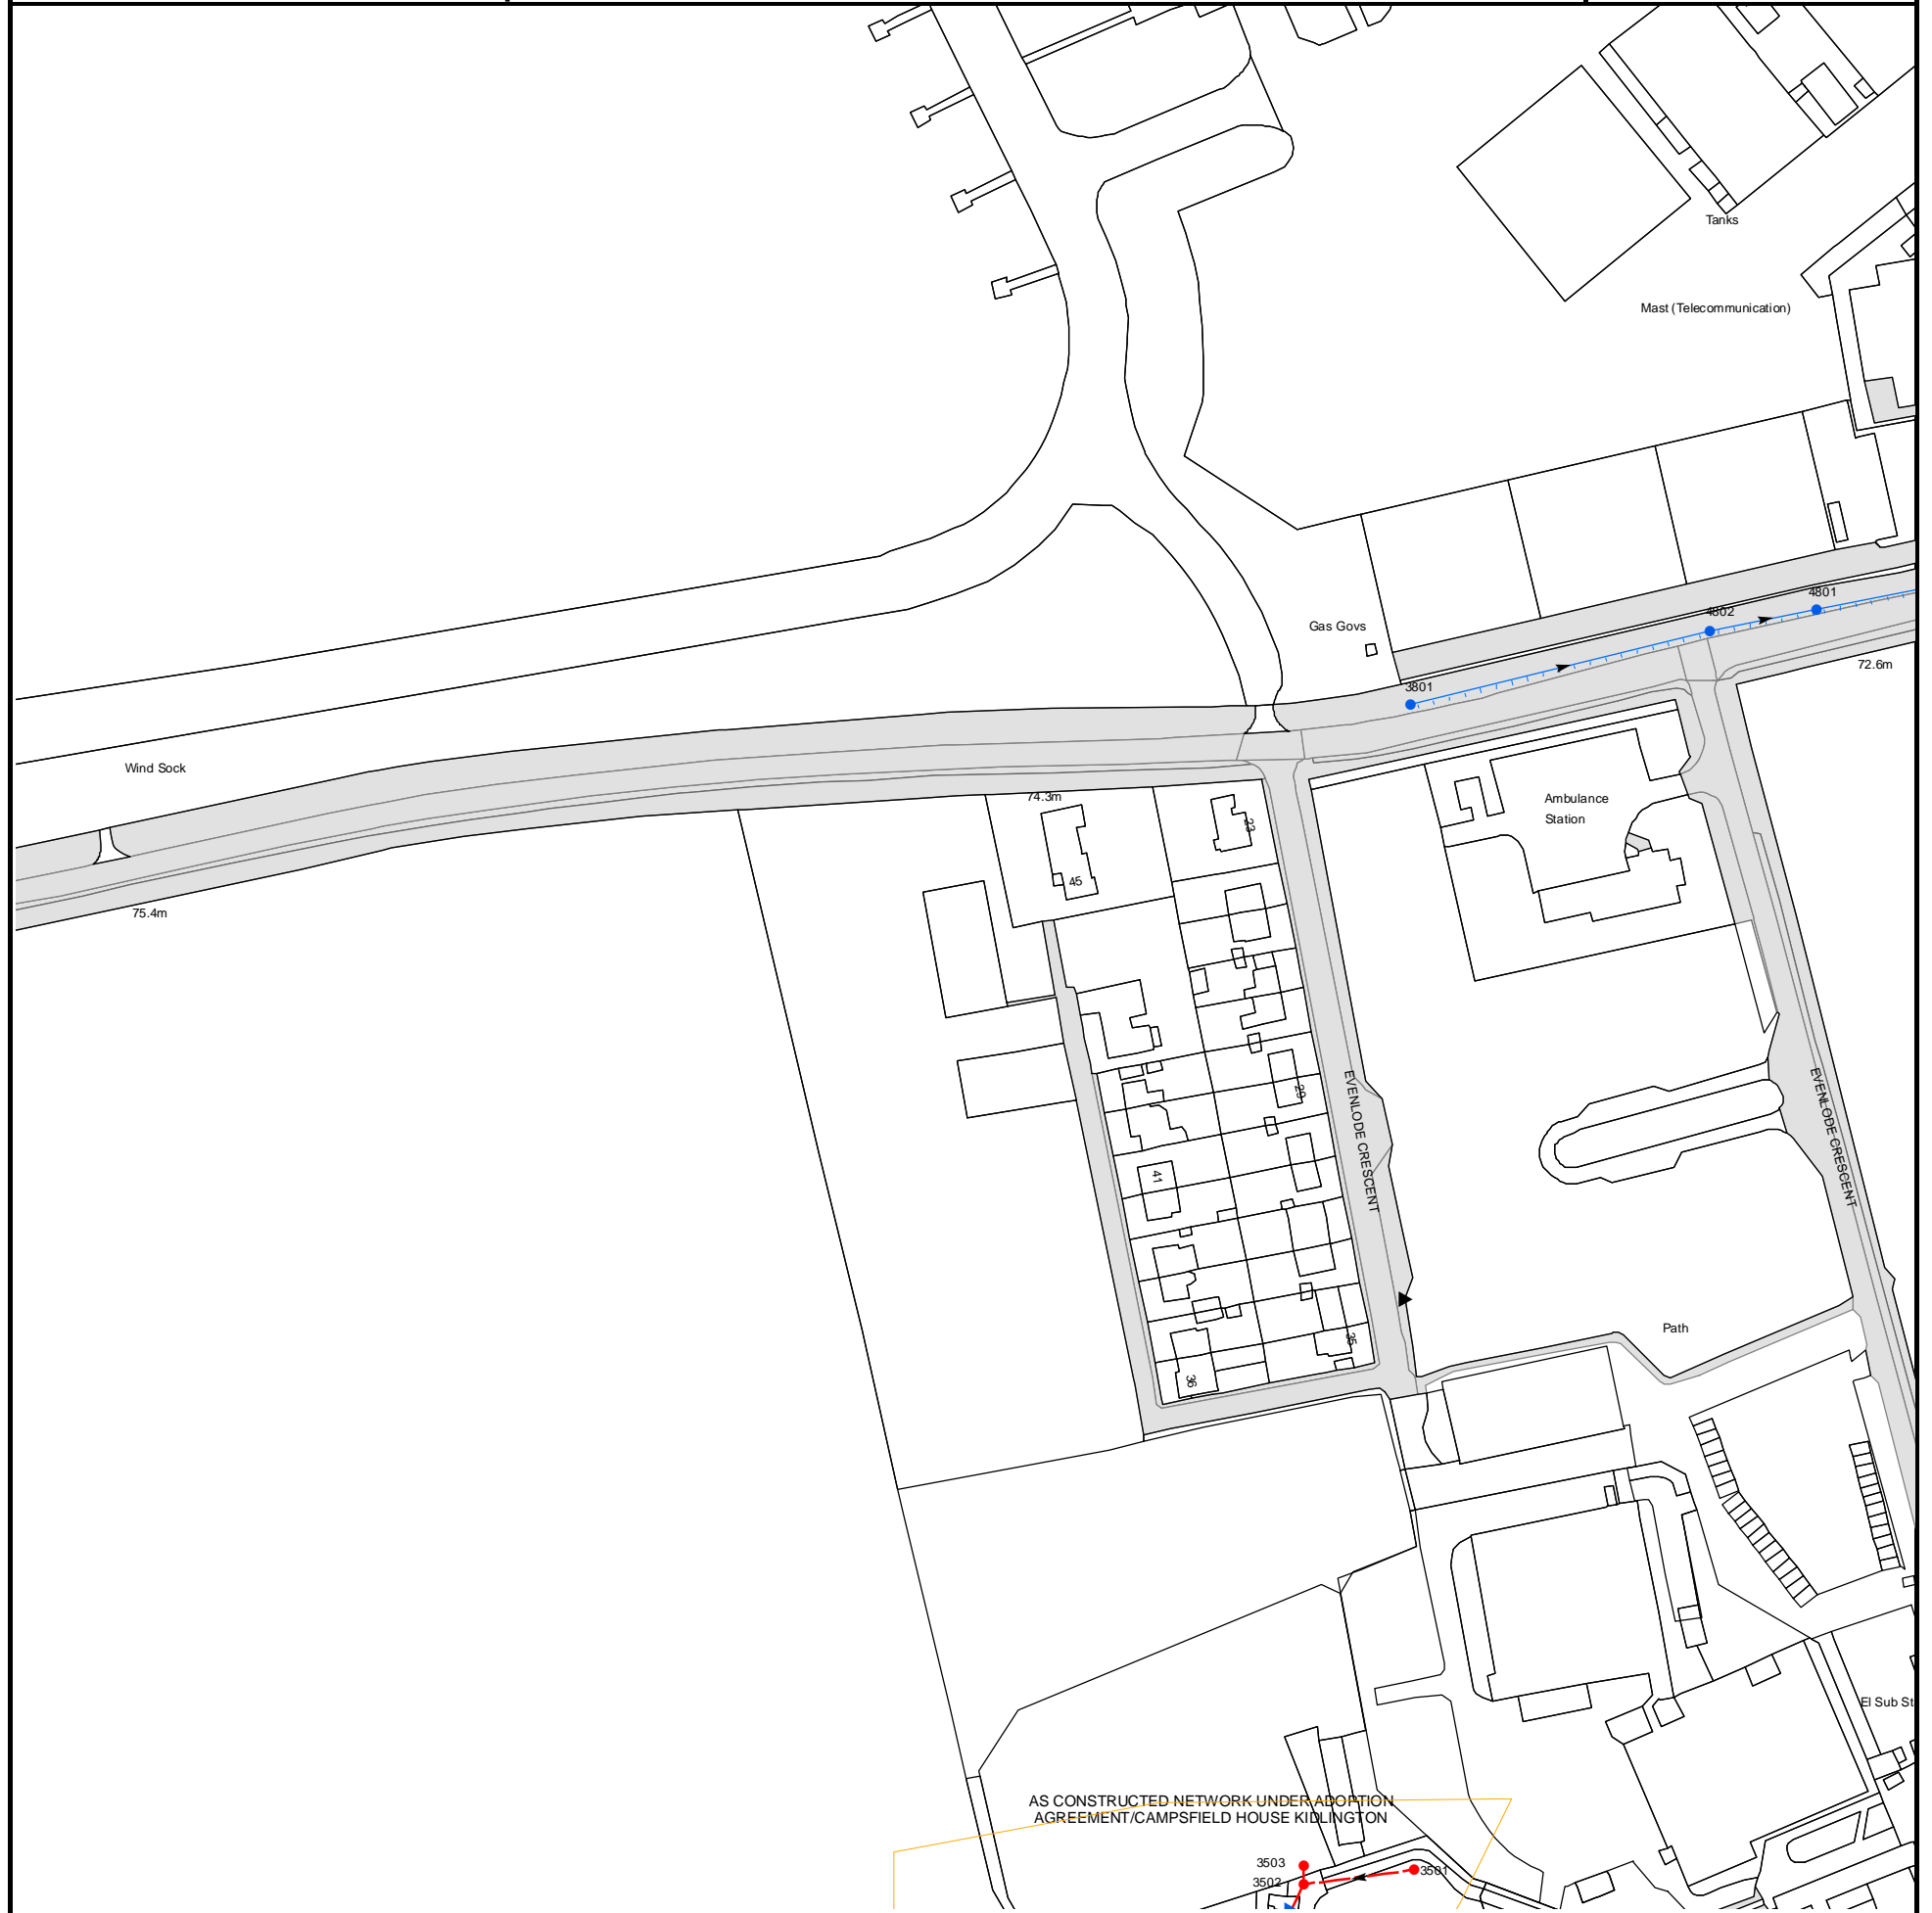 Tanks
Mast (Telecommunication)
4801
4802
Gas Govs
72.6m
3801
Wind Sock
74.3m
Ambulance
Station
23
45
75.4m
EVENLODE CRESCENT
29
EVENLODE CRESCENT
41
Path
35
36
El Sub St
AS CONSTRUCTED NETWORK UNDER ADOPTION
AGREEMENT/CAMPSFIELD HOUSE KIDLINGTON
3503
3501
3502